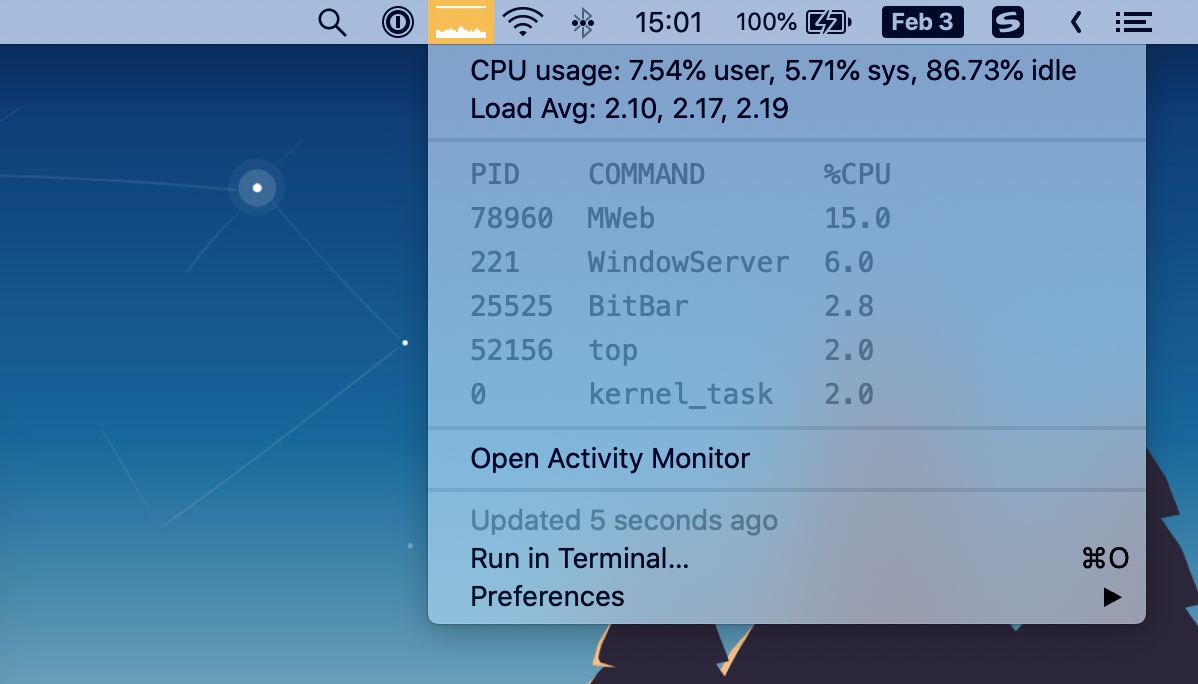 15:01 100% Feb 3 S
CPU usage: 7.54% user, 5.71% sys, 86.73% idle
Load Avg: 2.10, 2.17, 2.19
PID COMMAND %CPU
78960 MWeb 15.0
221 WindowServer 6.0
25525 BitBar 2.8
52156 top 2.0
0 kernel_task 2.0
Open Activity Monitor
Updated 5 seconds ago
Run in Terminal... ⌘O
Preferences ▶